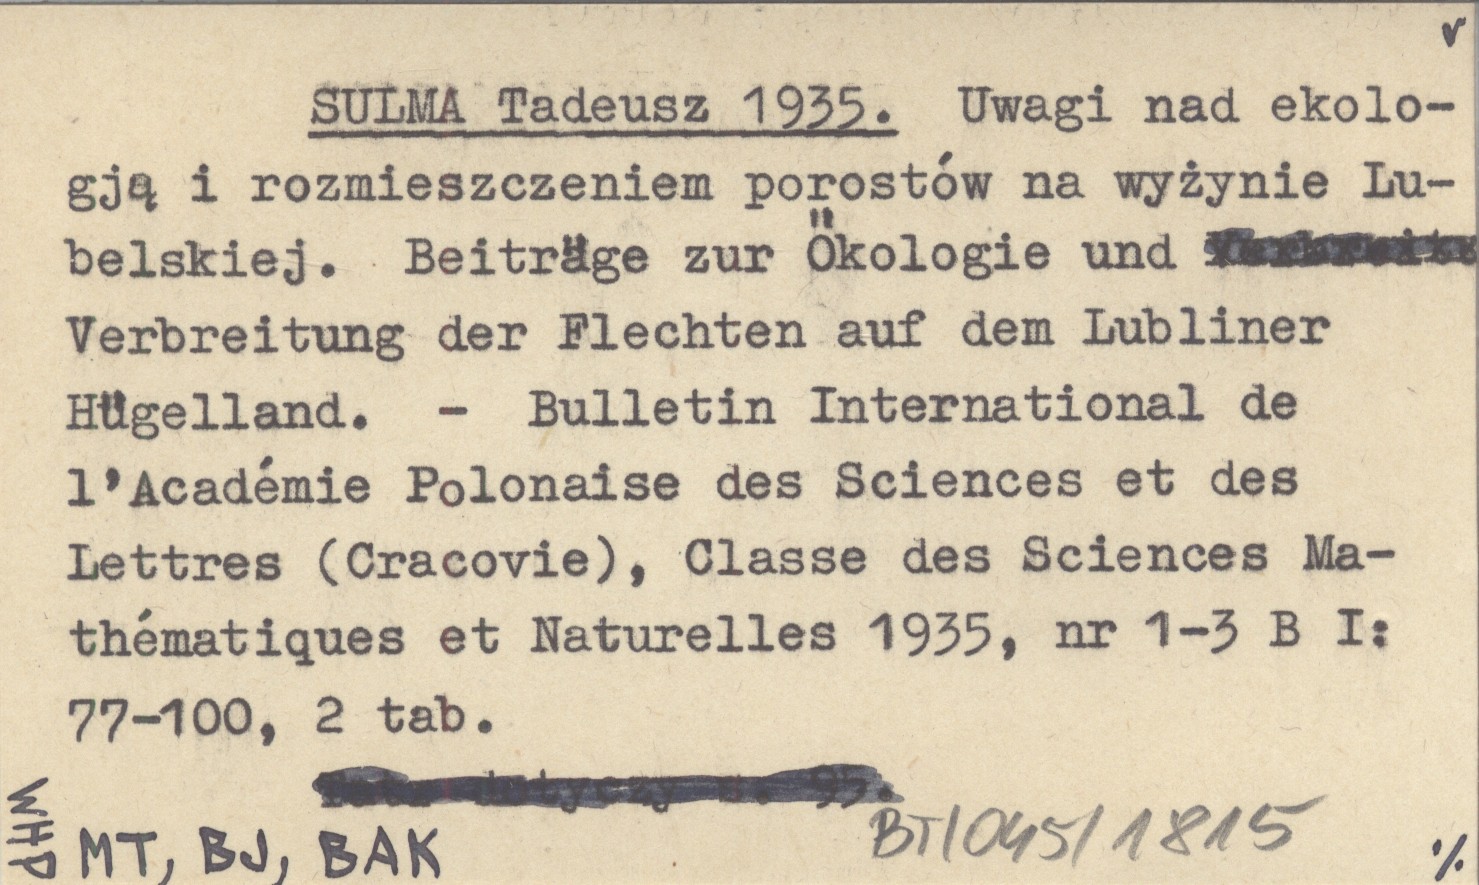 SULMA Tadeusz 1935. Uwagi nad ekolo-
gją i rozmieszczeniem porostów na wyżynie Lu-
belskiej. Beiträge zur Ökologie und
Verbreitung der Flechten auf dem Lubliner
Hügelland. - Bulletin International de
l'Académie Polonaise des Sciences et des
Lettres (Cracovie), Classe des Sciences Ma-
thématiques et Naturelles 1935, nr 1-3 B I:
77-100, 2 tab.
BT/045/1815
MT, BJ, BAK